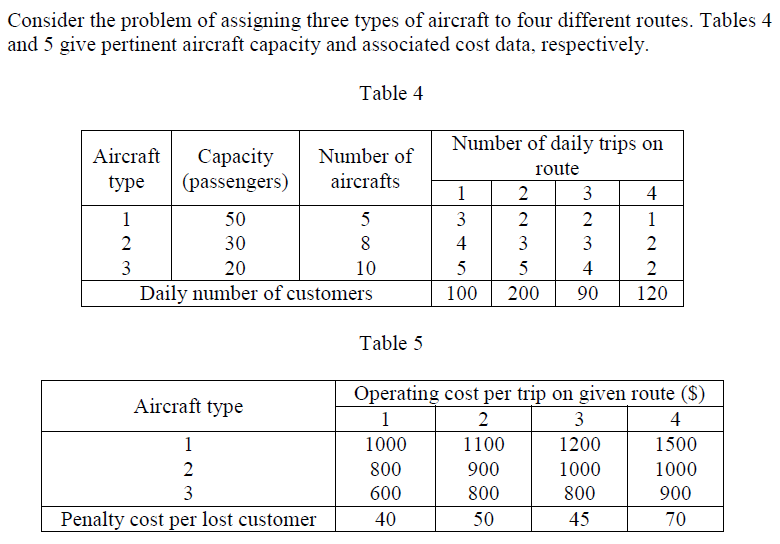 Consider the problem of assigning three types of aircraft to four different routes. Tables 4
and 5 give pertinent aircraft capacity and associated cost data, respectively.
Table 4
Aircraft type Capacity (passengers) Number of aircrafts Number of daily trips on route
1 2 3 4
1 50 5 3 2 2 1
2 30 8 4 3 3 2
3 20 10 5 5 4 2
Daily number of customers 100 200 90 120
Table 5
Aircraft type Operating cost per trip on given route ($)
1 2 3 4
1 1000 1100 1200 1500
2 800 900 1000 1000
3 600 800 800 900
Penalty cost per lost customer 40 50 45 70